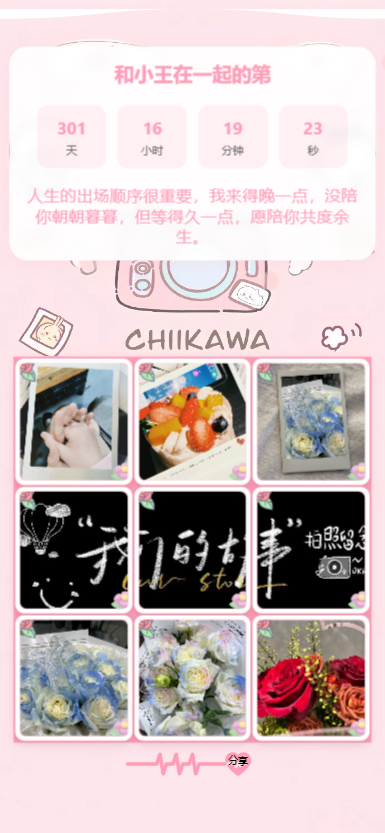 和小王在一起的第
301 16 19 23
天 小时 分钟 秒
人生的出场顺序很重要，我来得晚一点，没陪
你朝朝暮暮，但等得久一点，愿陪你共度余
生。
CHIIKAWA
“我们的故事” 拍照留念
our story
分享